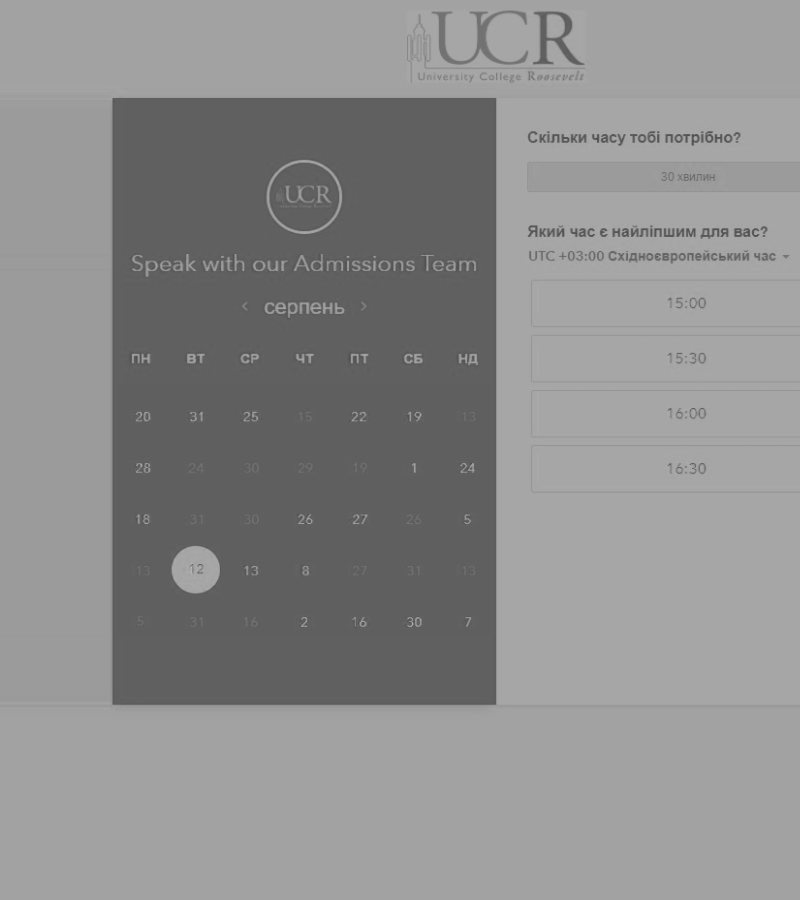 UCR
University College Roosevelt
UCR
Speak with our Admissions Team
серпень
ПН ВТ СР ЧТ ПТ СБ НД
20 31 25 15 22 19 13
28 24 30 29 19 1 24
18 31 30 26 27 26 5
13 12 13 8 27 31 13
5 31 16 2 16 30 7
Скільки часу тобі потрібно?
30 хвилин
Який час є найліпшим для вас?
UTC +03:00 Східноєвропейський час
15:00
15:30
16:00
16:30